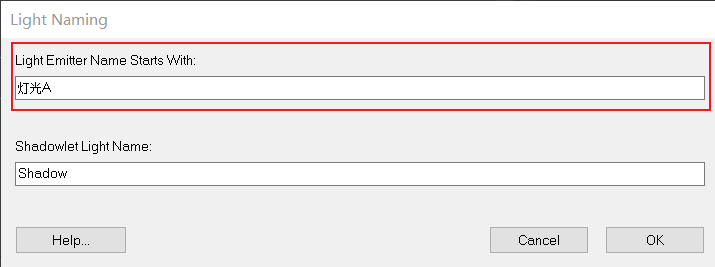 Light Naming
Light Emitter Name Starts With:
灯光A
Shadowlet Light Name:
Shadow
Help... Cancel OK